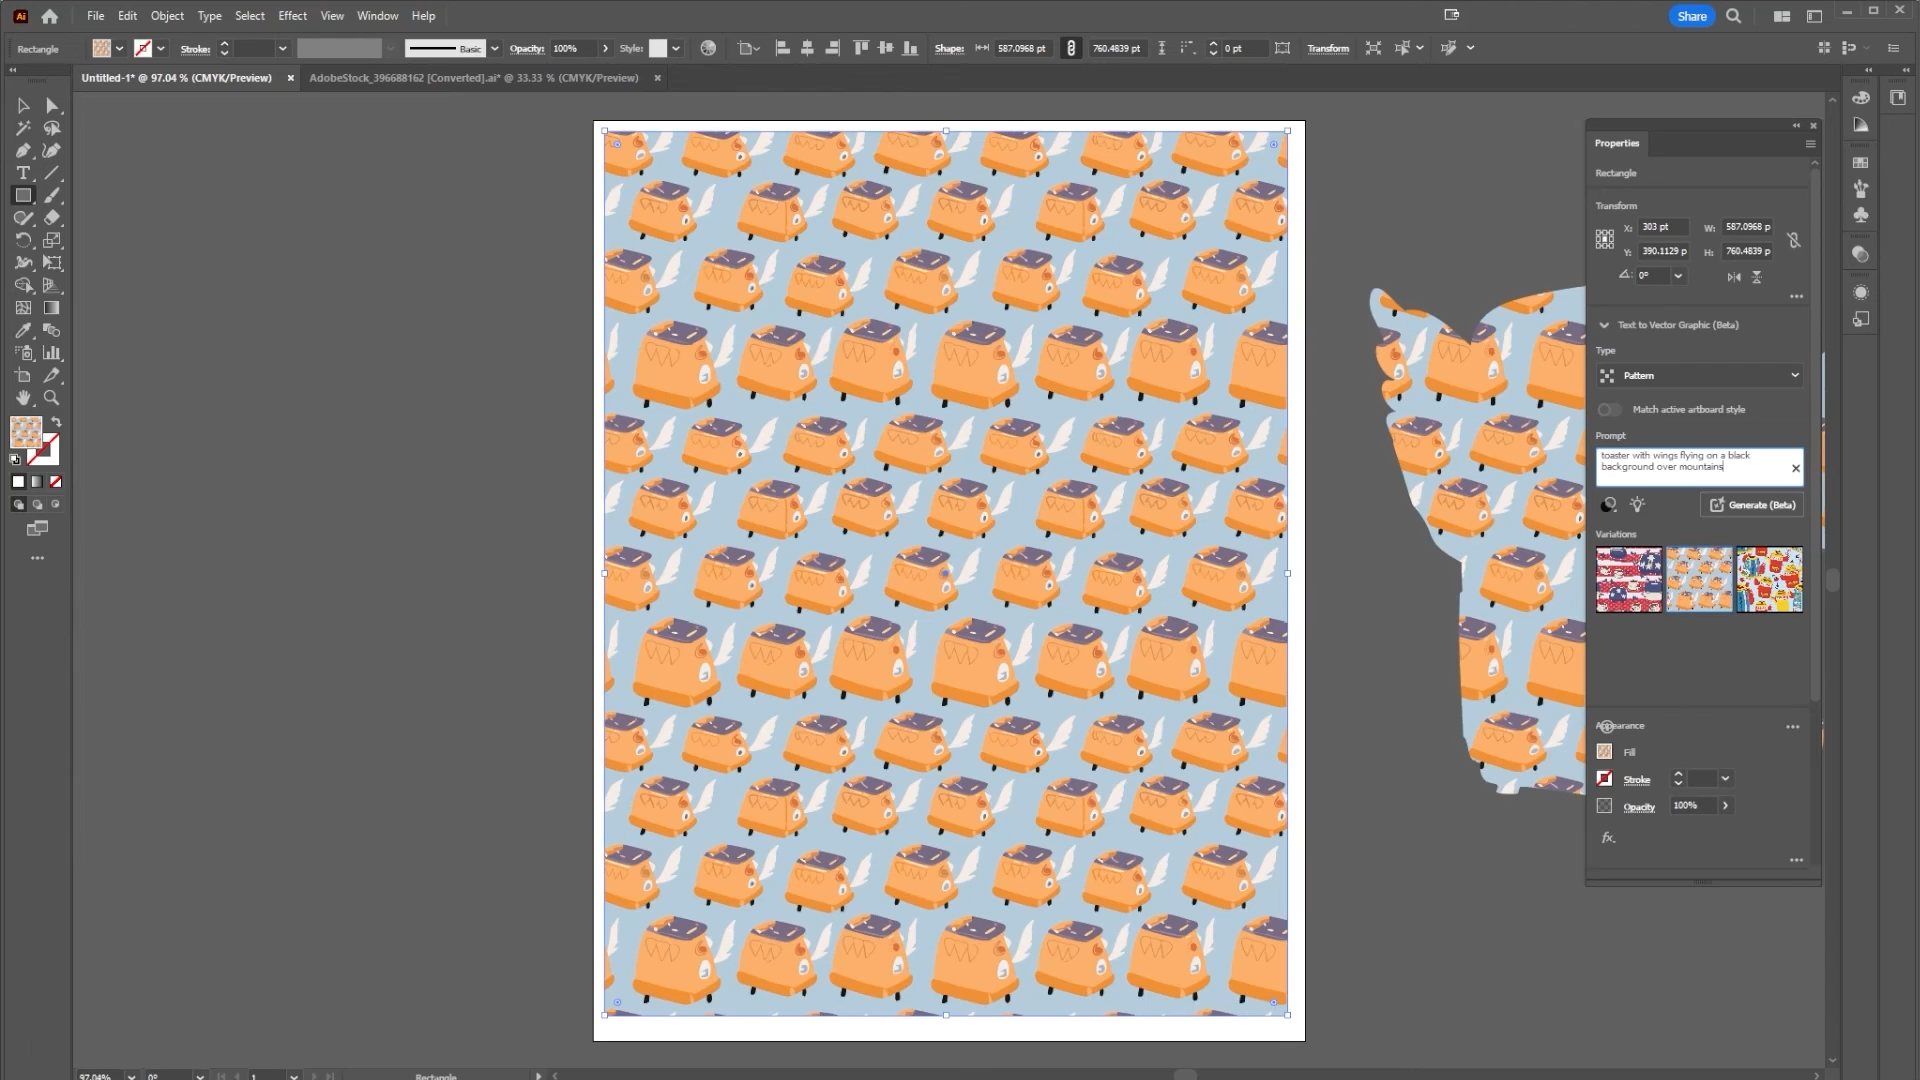 Ai File Edit Object Type Select Effect View Window Help Share
Rectangle Stroke: Basic Opacity: 100% Style: Shape: 587.0968 pt 760.4839 pt 0 pt Transform
Untitled-1* @ 97.04 % (CMYK/Preview) AdobeStock_396688162 [Converted].ai* @ 33.33 % (CMYK/Preview)
Properties
Rectangle
Transform
X: 303 pt W: 587.0968 p
Y: 390.1129 p H: 760.4839 p
0°
Text to Vector Graphic (Beta)
Type
Pattern
Match active artboard style
Prompt
toaster with wings flying on a black
background over mountains
Generate (Beta)
Variations
Appearance
Fill
Stroke
Opacity 100%
fx.
97.04% 0° 1 Rectangle